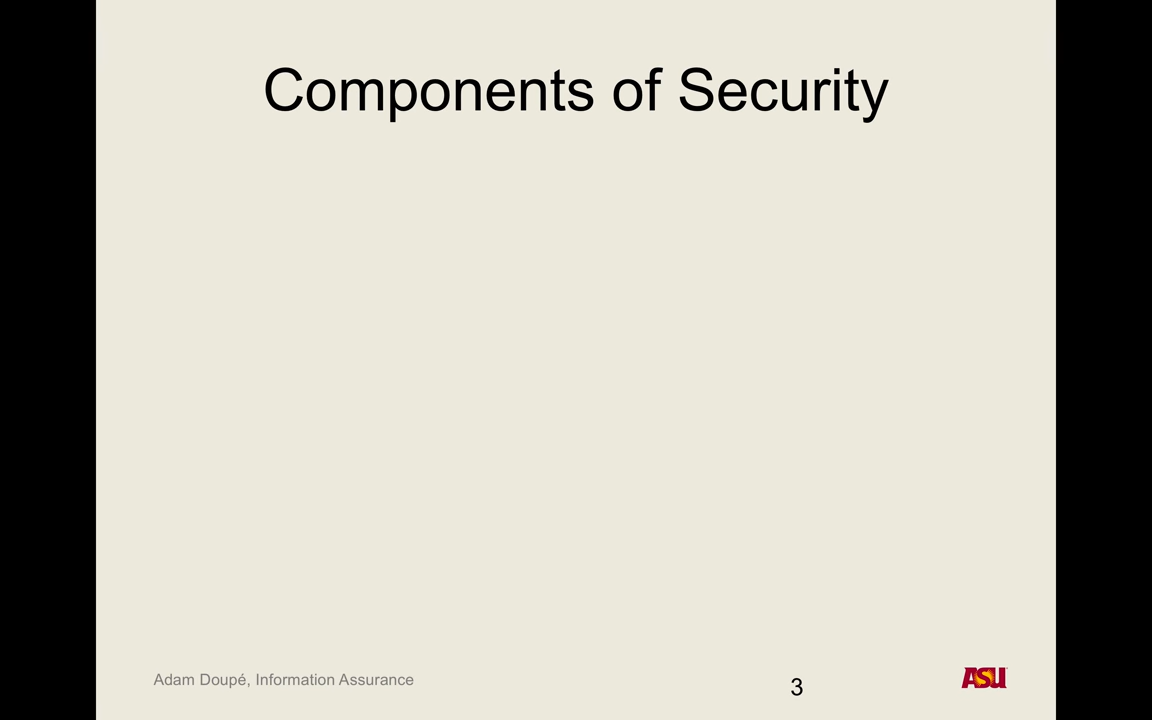 Components of Security
Adam Doupé, Information Assurance
3
ASU